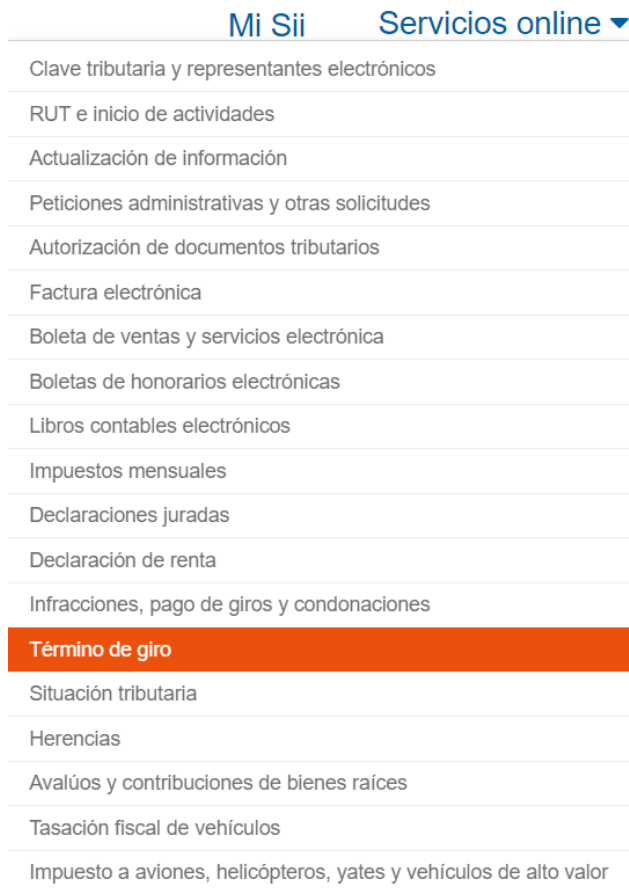 Mi Sii Servicios online
Clave tributaria y representantes electrónicos
RUT e inicio de actividades
Actualización de información
Peticiones administrativas y otras solicitudes
Autorización de documentos tributarios
Factura electrónica
Boleta de ventas y servicios electrónica
Boletas de honorarios electrónicas
Libros contables electrónicos
Impuestos mensuales
Declaraciones juradas
Declaración de renta
Infracciones, pago de giros y condonaciones
Término de giro
Situación tributaria
Herencias
Avalúos y contribuciones de bienes raíces
Tasación fiscal de vehículos
Impuesto a aviones, helicópteros, yates y vehículos de alto valor